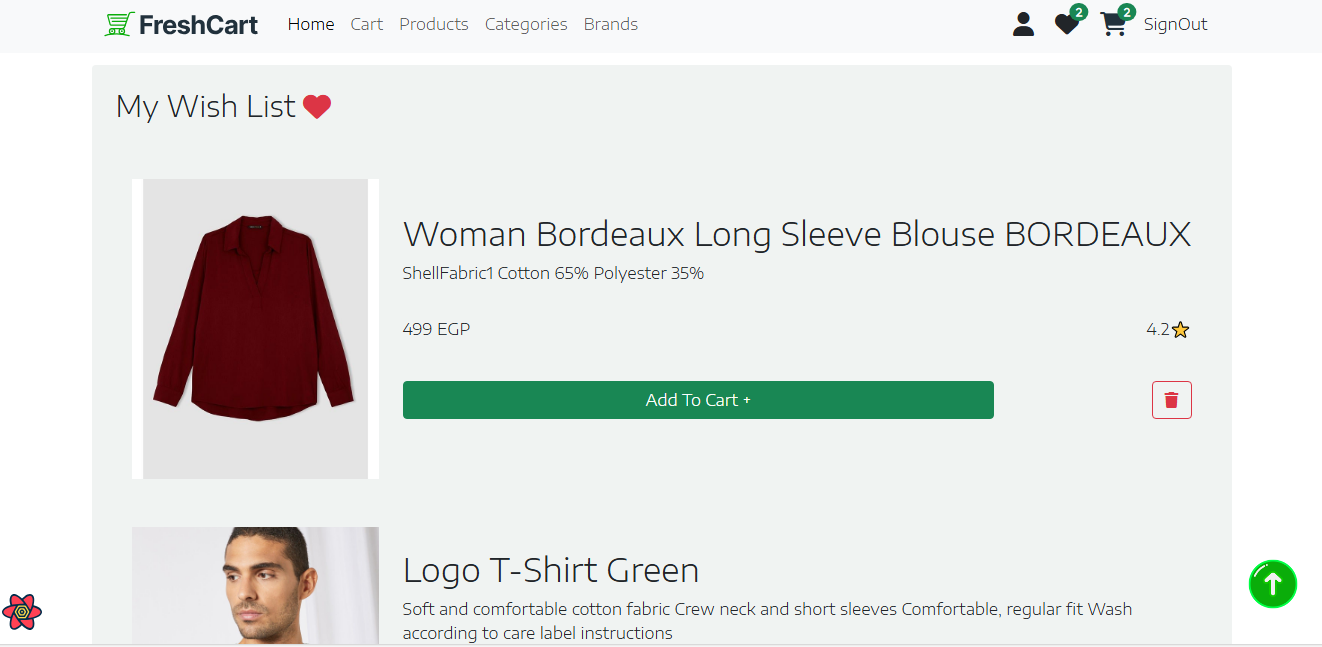 FreshCart Home Cart Products Categories Brands 2 2 SignOut
My Wish List
Woman Bordeaux Long Sleeve Blouse BORDEAUX
ShellFabric1 Cotton 65% Polyester 35%
499 EGP 4.2
Add To Cart +
Logo T-Shirt Green
Soft and comfortable cotton fabric Crew neck and short sleeves Comfortable, regular fit Wash
according to care label instructions